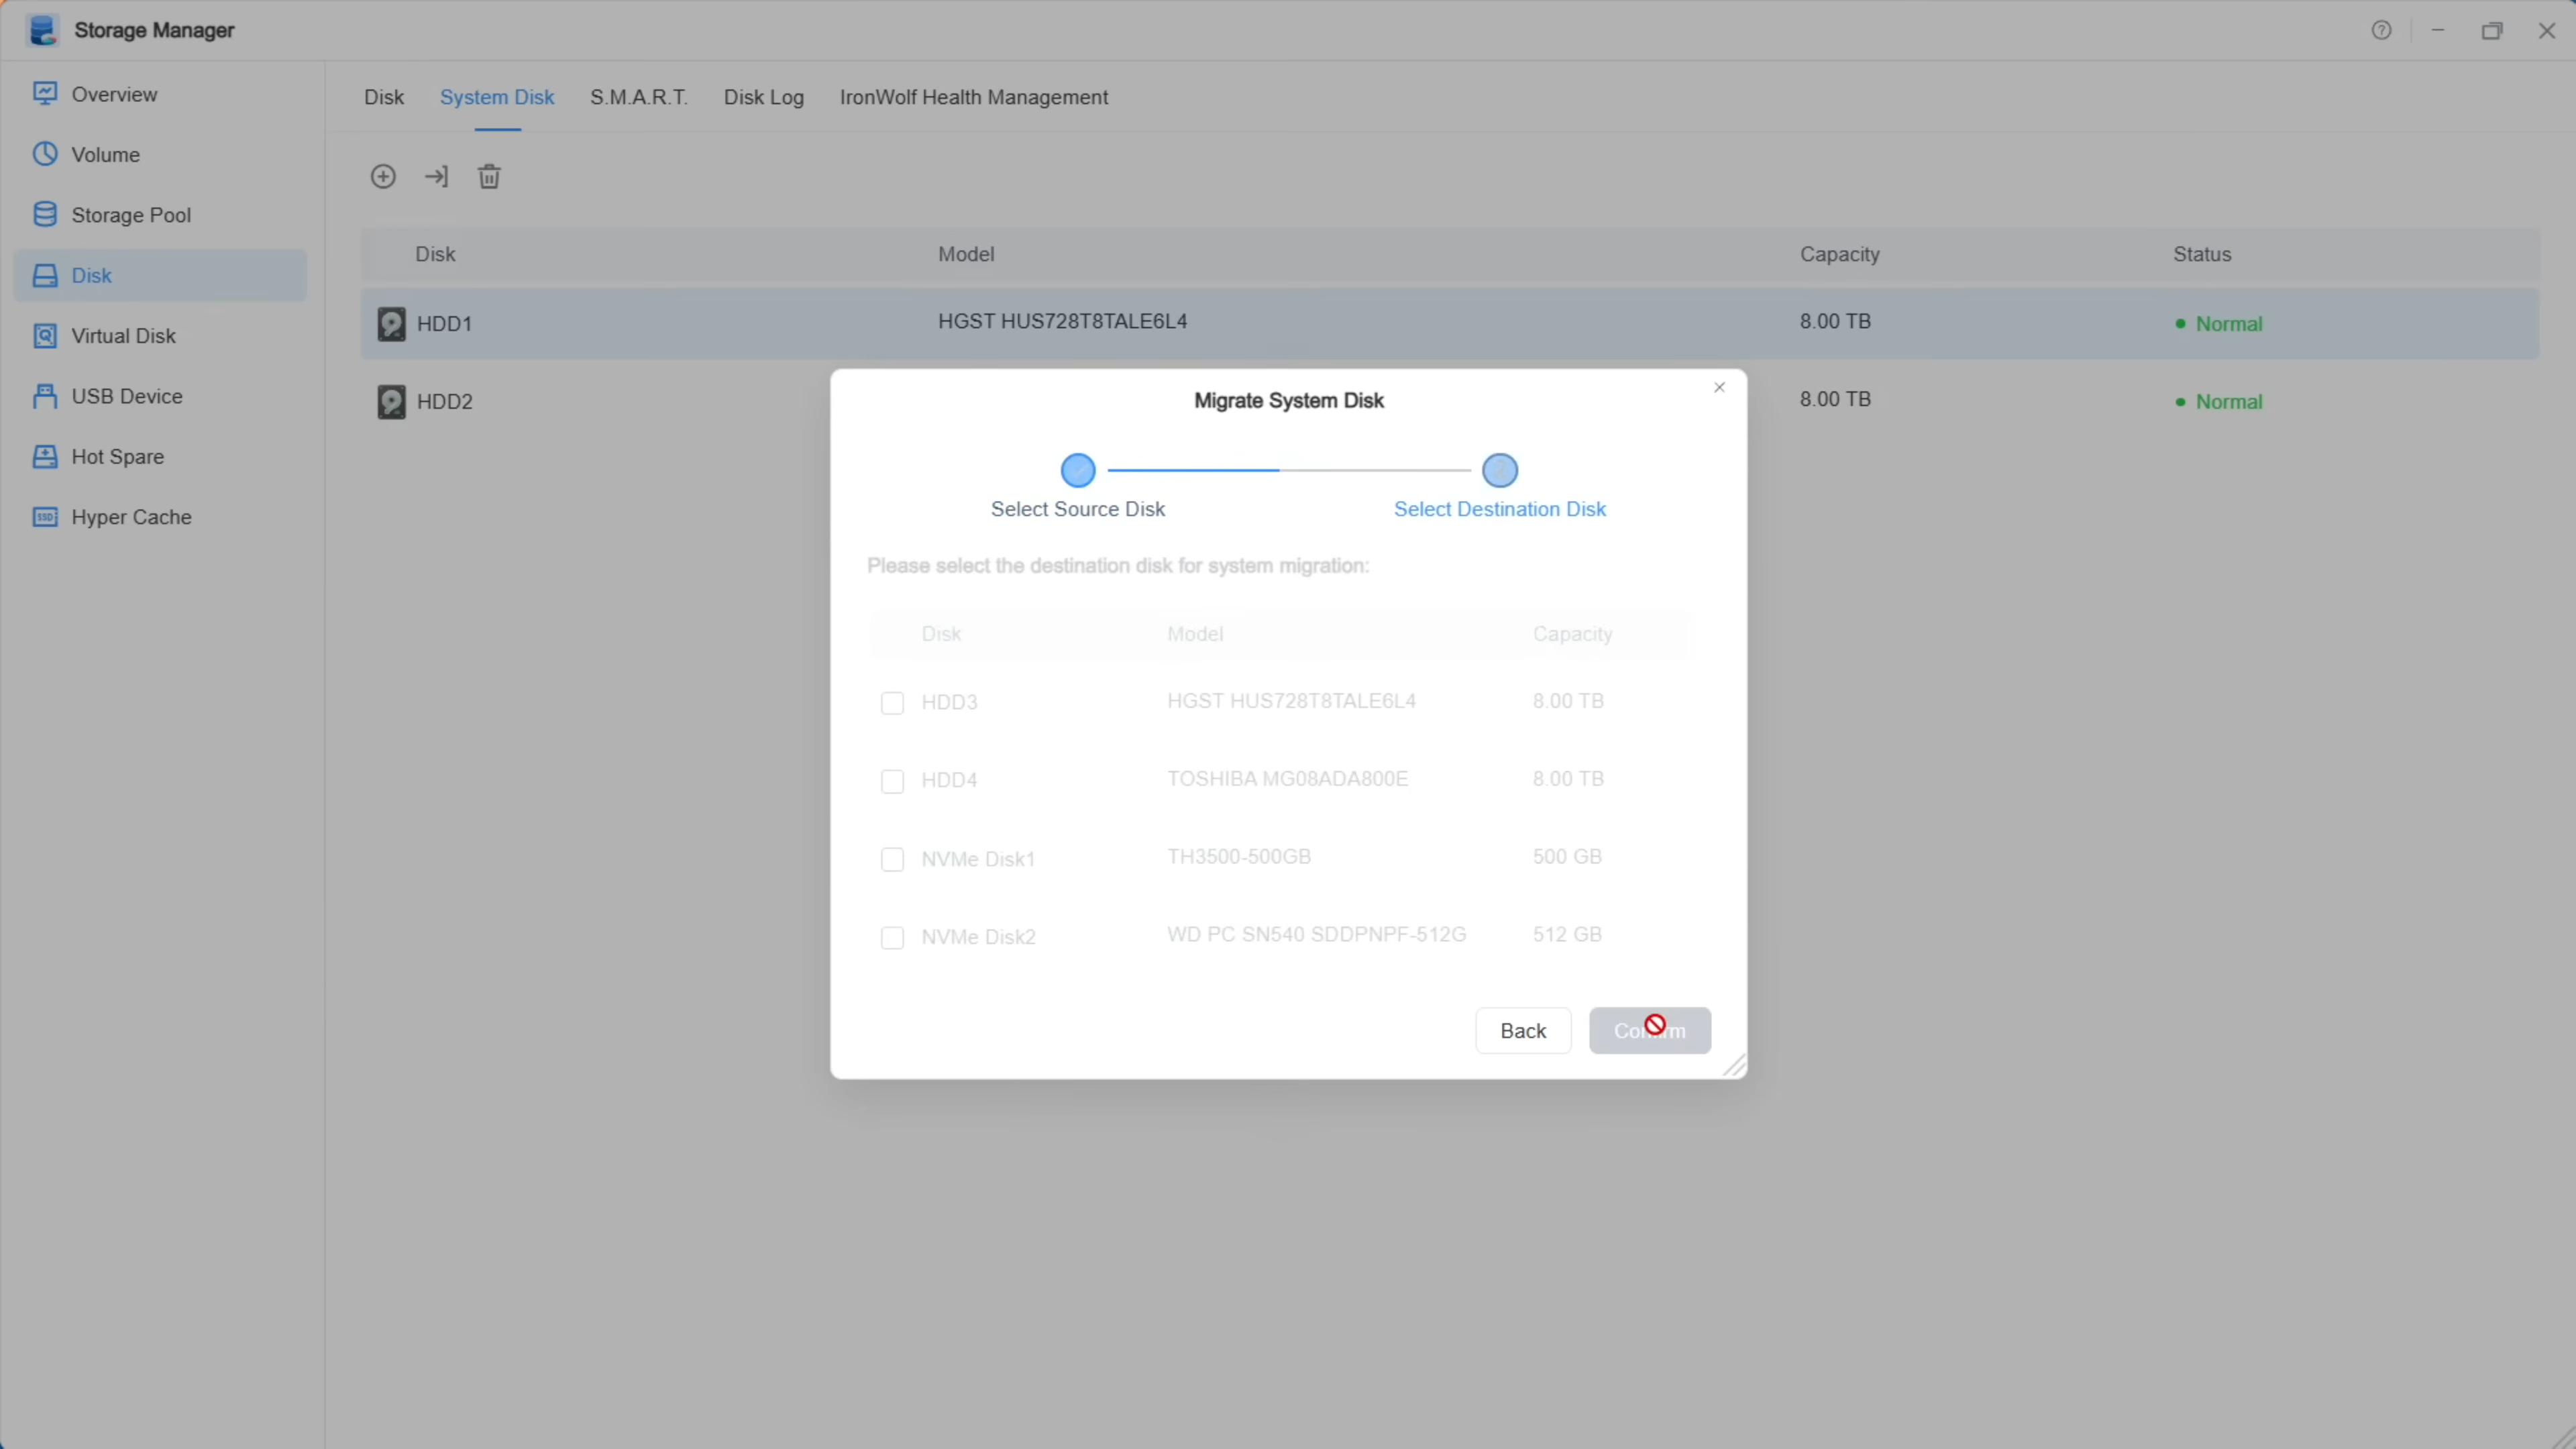 Storage Manager
Overview
Volume
Storage Pool
Disk
Virtual Disk
USB Device
Hot Spare
Hyper Cache
Disk System Disk S.M.A.R.T. Disk Log IronWolf Health Management
Disk Model Capacity Status
HDD1 HGST HUS728T8TALE6L4 8.00 TB Normal
HDD2 8.00 TB Normal
Migrate System Disk
Select Source Disk Select Destination Disk
Please select the destination disk for system migration:
Disk Model Capacity
HDD3 HGST HUS728T8TALE6L4 8.00 TB
HDD4 TOSHIBA MG08ADA800E 8.00 TB
NVMe Disk1 TH3500-500GB 500 GB
NVMe Disk2 WD PC SN540 SDDPNPF-512G 512 GB
Back Confirm